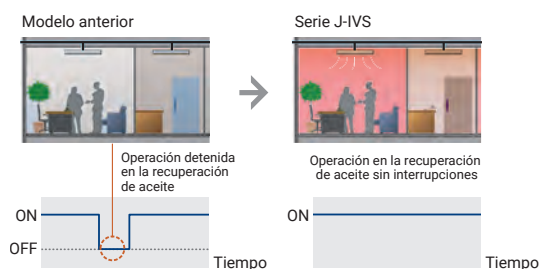 Modelo anterior
Serie J-IVS
Operación detenida
en la recuperación
de aceite
Operación en la recuperación
de aceite sin interrupciones
ON
OFF
Tiempo
ON
Tiempo